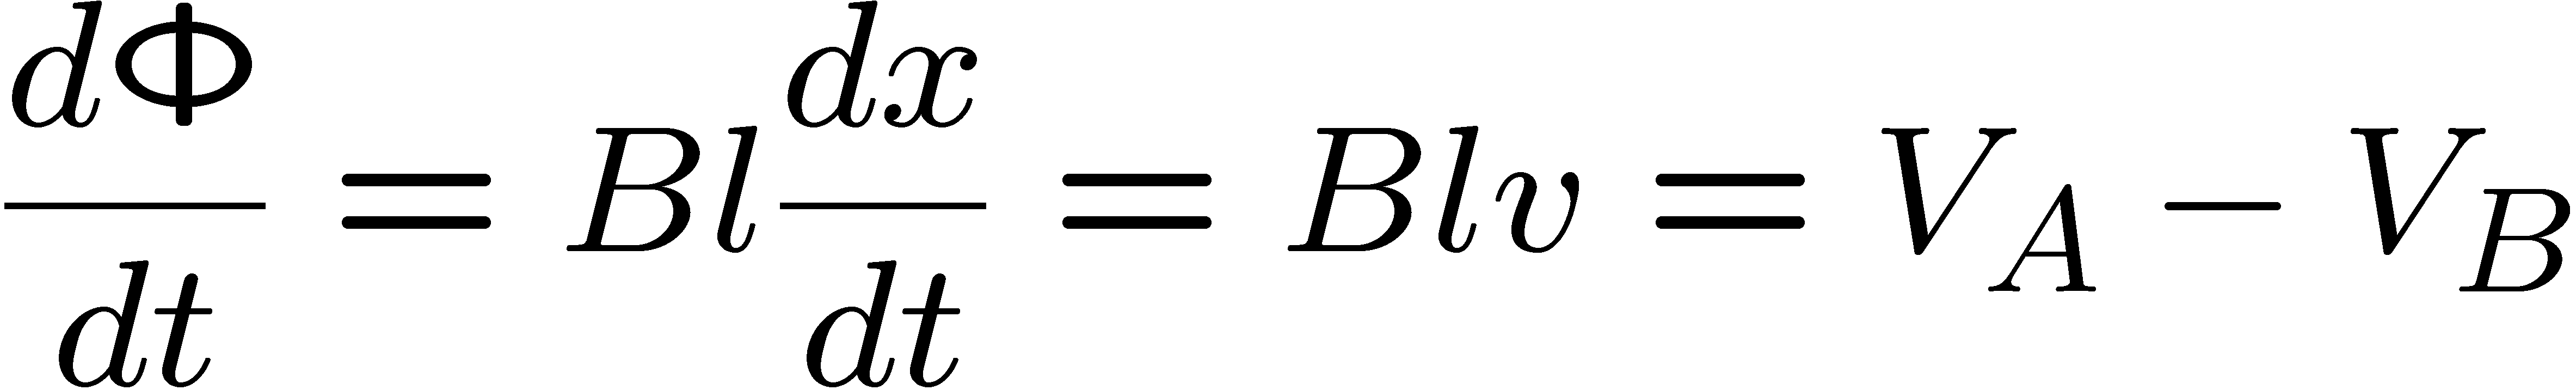 dΦ/dt = Bl dx/dt = Blv = V_A − V_B